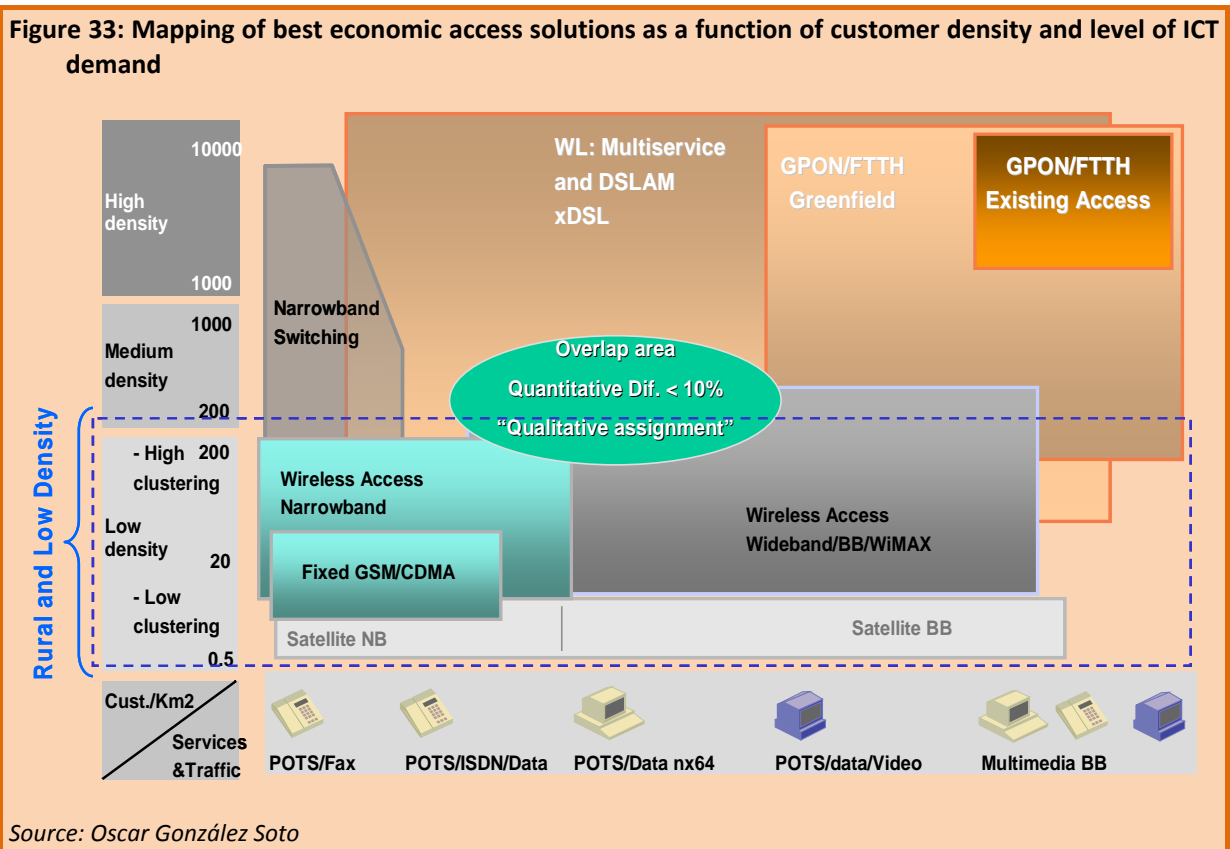 Figure 33: Mapping of best economic access solutions as a function of customer density and level of ICT
demand
10000
High
density
1000
1000
Medium
density
200
- High 200
clustering
Low
density
20
- Low
clustering
0.5
Rural and Low Density
WL: Multiservice
and DSLAM
xDSL
GPON/FTTH
Greenfield
GPON/FTTH
Existing Access
Narrowband
Switching
Overlap area
Quantitative Dif. < 10%
“Qualitative assignment”
Wireless Access
Narrowband
Fixed GSM/CDMA
Wireless Access
Wideband/BB/WiMAX
Satellite NB
Satellite BB
Cust./Km2
Services
&Traffic
POTS/Fax
POTS/ISDN/Data
POTS/Data nx64
POTS/data/Video
Multimedia BB
Source: Oscar González Soto